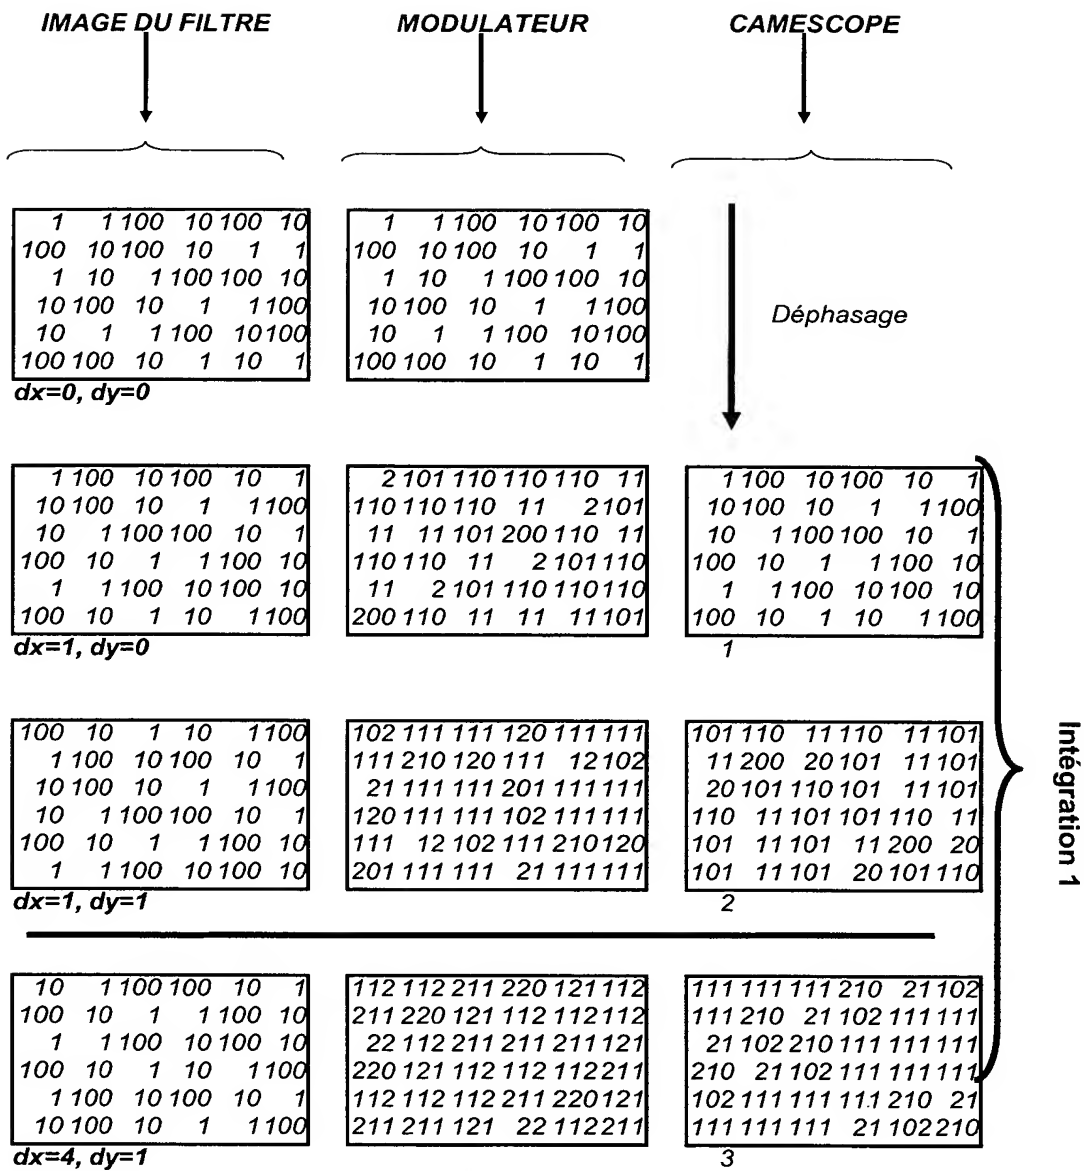 IMAGE DU FILTRE MODULATEUR CAMESCOPE
1 1 100 10 100 10 1 1 100 10 100 10
100 10 100 10 1 1 100 10 100 10 1 1
1 10 1 100 100 10 1 10 1 100 100 10
10 100 10 1 1 100 10 100 10 1 1 100
Déphasage
10 1 1 100 10 100 10 1 1 100 10 100
100 100 10 1 10 1 100 100 10 1 10 1
dx=0, dy=0
1 100 10 100 10 1 2 101 110 110 110 11 1 100 10 100 10 1
10 100 10 1 1 100 110 110 110 11 2 101 10 100 10 1 1 100
10 1 100 100 10 1 11 11 101 200 110 11 10 1 100 100 10 1
100 10 1 1 100 10 110 110 11 2 101 110 100 10 1 1 100 10
1 1 100 10 100 10 11 2 101 110 110 110 1 1 100 10 100 10
100 10 1 10 1 100 200 110 11 11 11 101 100 10 1 10 1 100
dx=1, dy=0 1
100 10 1 10 1 100 102 111 111 120 111 111 101 110 11 110 11 101
1 100 10 100 10 1 111 210 120 111 12 102 11 200 20 101 11 101
10 100 10 1 1 100 21 111 111 201 111 111 20 101 110 101 11 101
10 1 100 100 10 1 120 111 111 102 111 111 110 11 101 101 110 11
100 10 1 1 100 10 111 12 102 111 210 120 101 11 101 11 200 20
1 1 100 10 100 10 201 111 111 21 111 111 101 11 101 20 101 110
dx=1, dy=1 2
Intégration 1
10 1 100 100 10 1 112 112 211 220 121 112 111 111 111 210 21 102
100 10 1 1 100 10 211 220 121 112 112 112 111 210 21 102 111 111
1 1 100 10 100 10 22 112 211 211 211 121 21 102 210 111 111 111
100 10 1 10 1 100 220 121 112 112 112 211 210 21 102 111 111 111
1 100 10 100 10 1 112 112 112 211 220 121 102 111 111 111 210 21
10 100 10 1 1 100 211 211 121 22 112 211 111 111 111 21 102 210
dx=4, dy=1 3